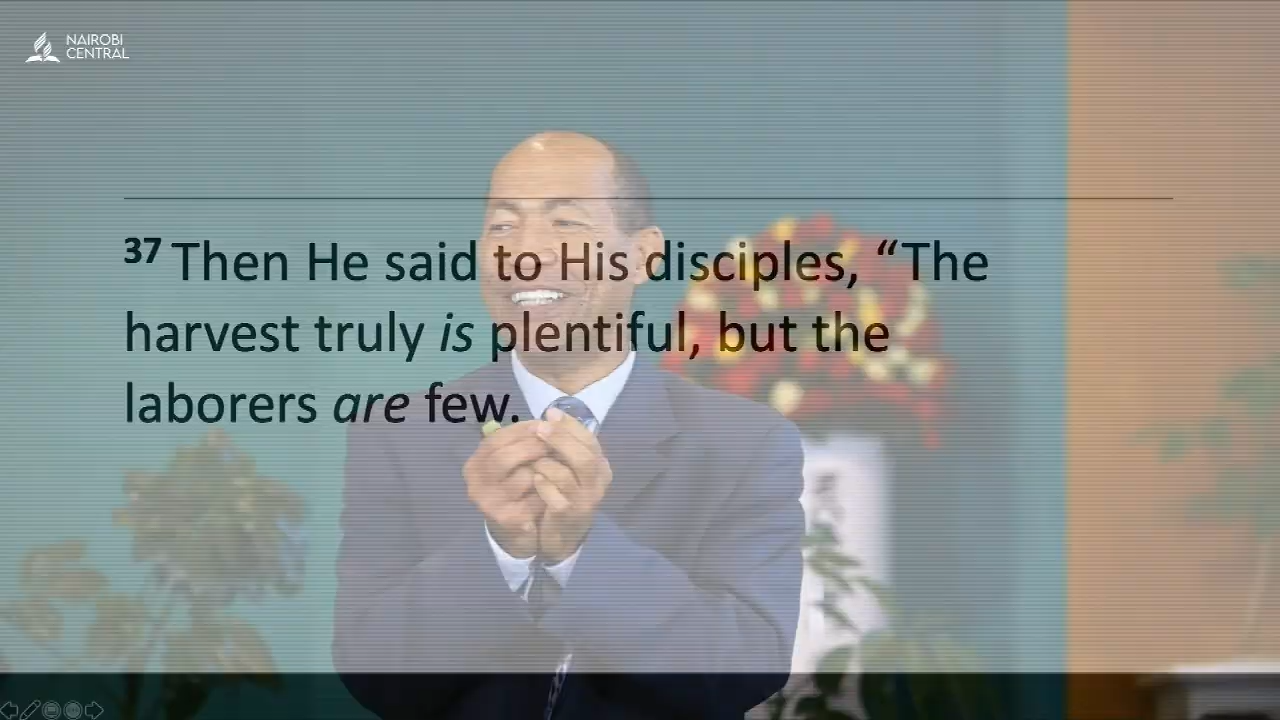 NAIROBI
CENTRAL
37 Then He said to His disciples, “The
harvest truly is plentiful, but the
laborers are few.